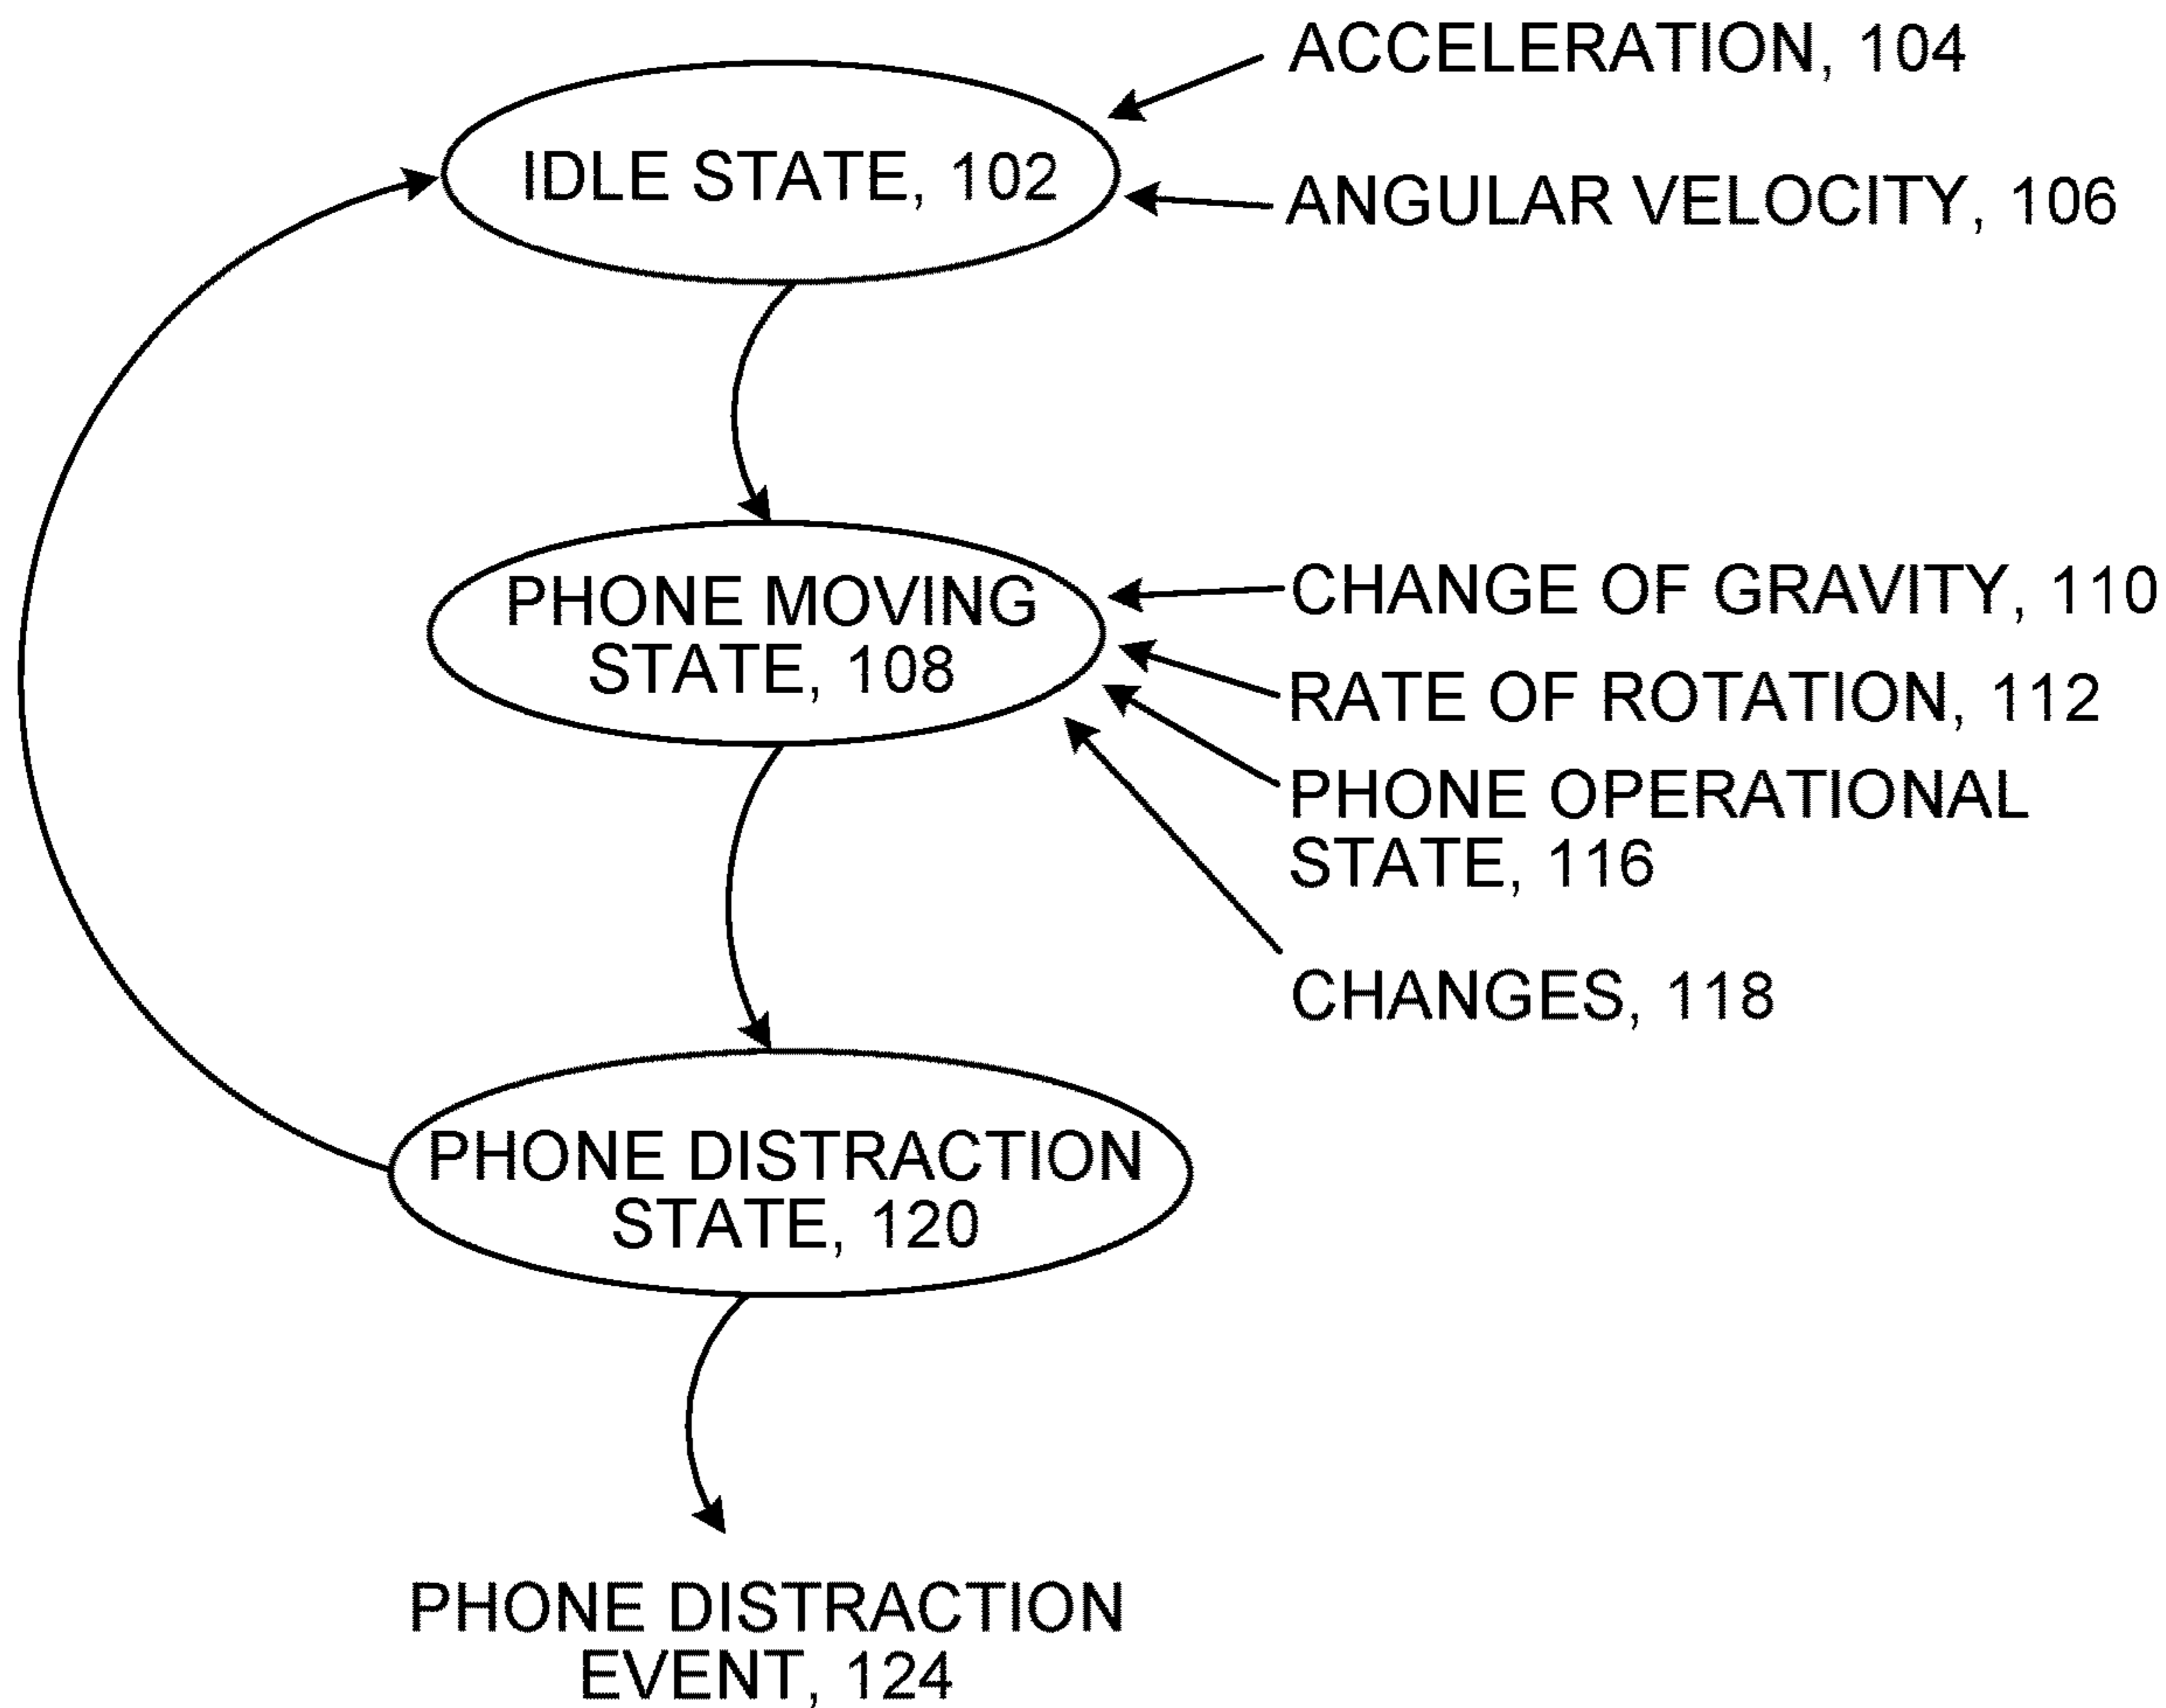 ACCELERATION, 104
IDLE STATE, 102
ANGULAR VELOCITY, 106
PHONE MOVING
STATE, 108
CHANGE OF GRAVITY, 110
RATE OF ROTATION, 112
PHONE OPERATIONAL
STATE, 116
CHANGES, 118
PHONE DISTRACTION
STATE, 120
PHONE DISTRACTION
EVENT, 124